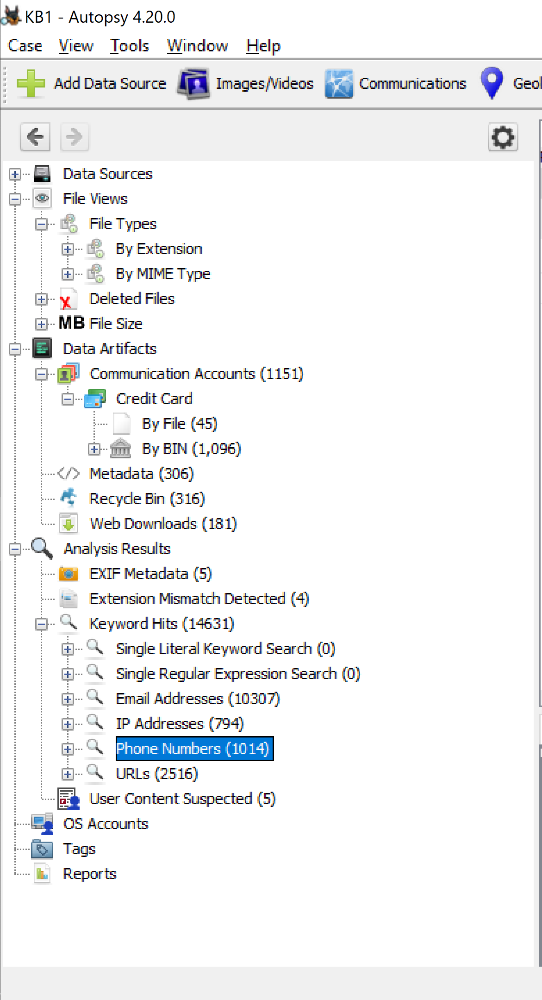 KB1 - Autopsy 4.20.0
Case View Tools Window Help
Add Data Source Images/Videos Communications Geol
Data Sources
File Views
File Types
By Extension
By MIME Type
Deleted Files
MB File Size
Data Artifacts
Communication Accounts (1151)
Credit Card
By File (45)
By BIN (1,096)
Metadata (306)
Recycle Bin (316)
Web Downloads (181)
Analysis Results
EXIF Metadata (5)
Extension Mismatch Detected (4)
Keyword Hits (14631)
Single Literal Keyword Search (0)
Single Regular Expression Search (0)
Email Addresses (10307)
IP Addresses (794)
Phone Numbers (1014)
URLs (2516)
User Content Suspected (5)
OS Accounts
Tags
Reports